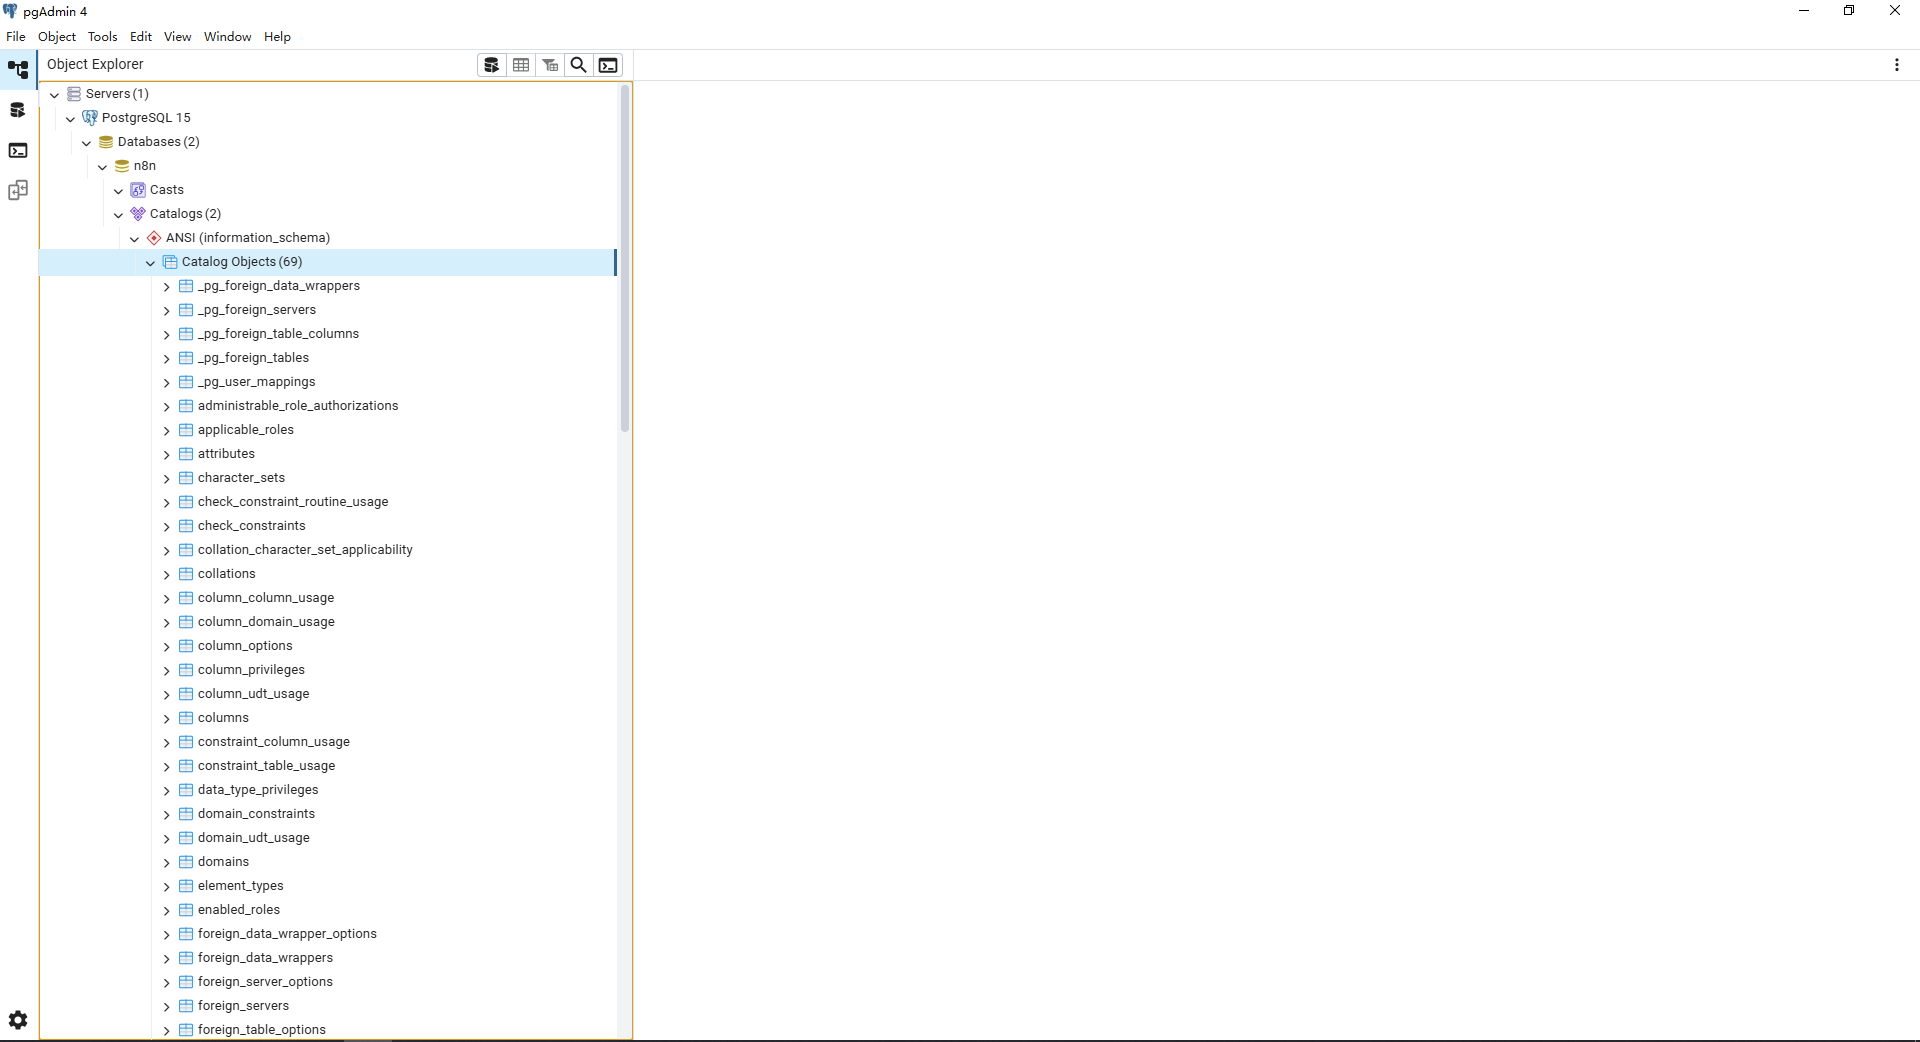 pgAdmin 4
File Object Tools Edit View Window Help
Object Explorer
Servers (1)
PostgreSQL 15
Databases (2)
n8n
Casts
Catalogs (2)
ANSI (information_schema)
Catalog Objects (69)
_pg_foreign_data_wrappers
_pg_foreign_servers
_pg_foreign_table_columns
_pg_foreign_tables
_pg_user_mappings
administrable_role_authorizations
applicable_roles
attributes
character_sets
check_constraint_routine_usage
check_constraints
collation_character_set_applicability
collations
column_column_usage
column_domain_usage
column_options
column_privileges
column_udt_usage
columns
constraint_column_usage
constraint_table_usage
data_type_privileges
domain_constraints
domain_udt_usage
domains
element_types
enabled_roles
foreign_data_wrapper_options
foreign_data_wrappers
foreign_server_options
foreign_servers
foreign_table_options